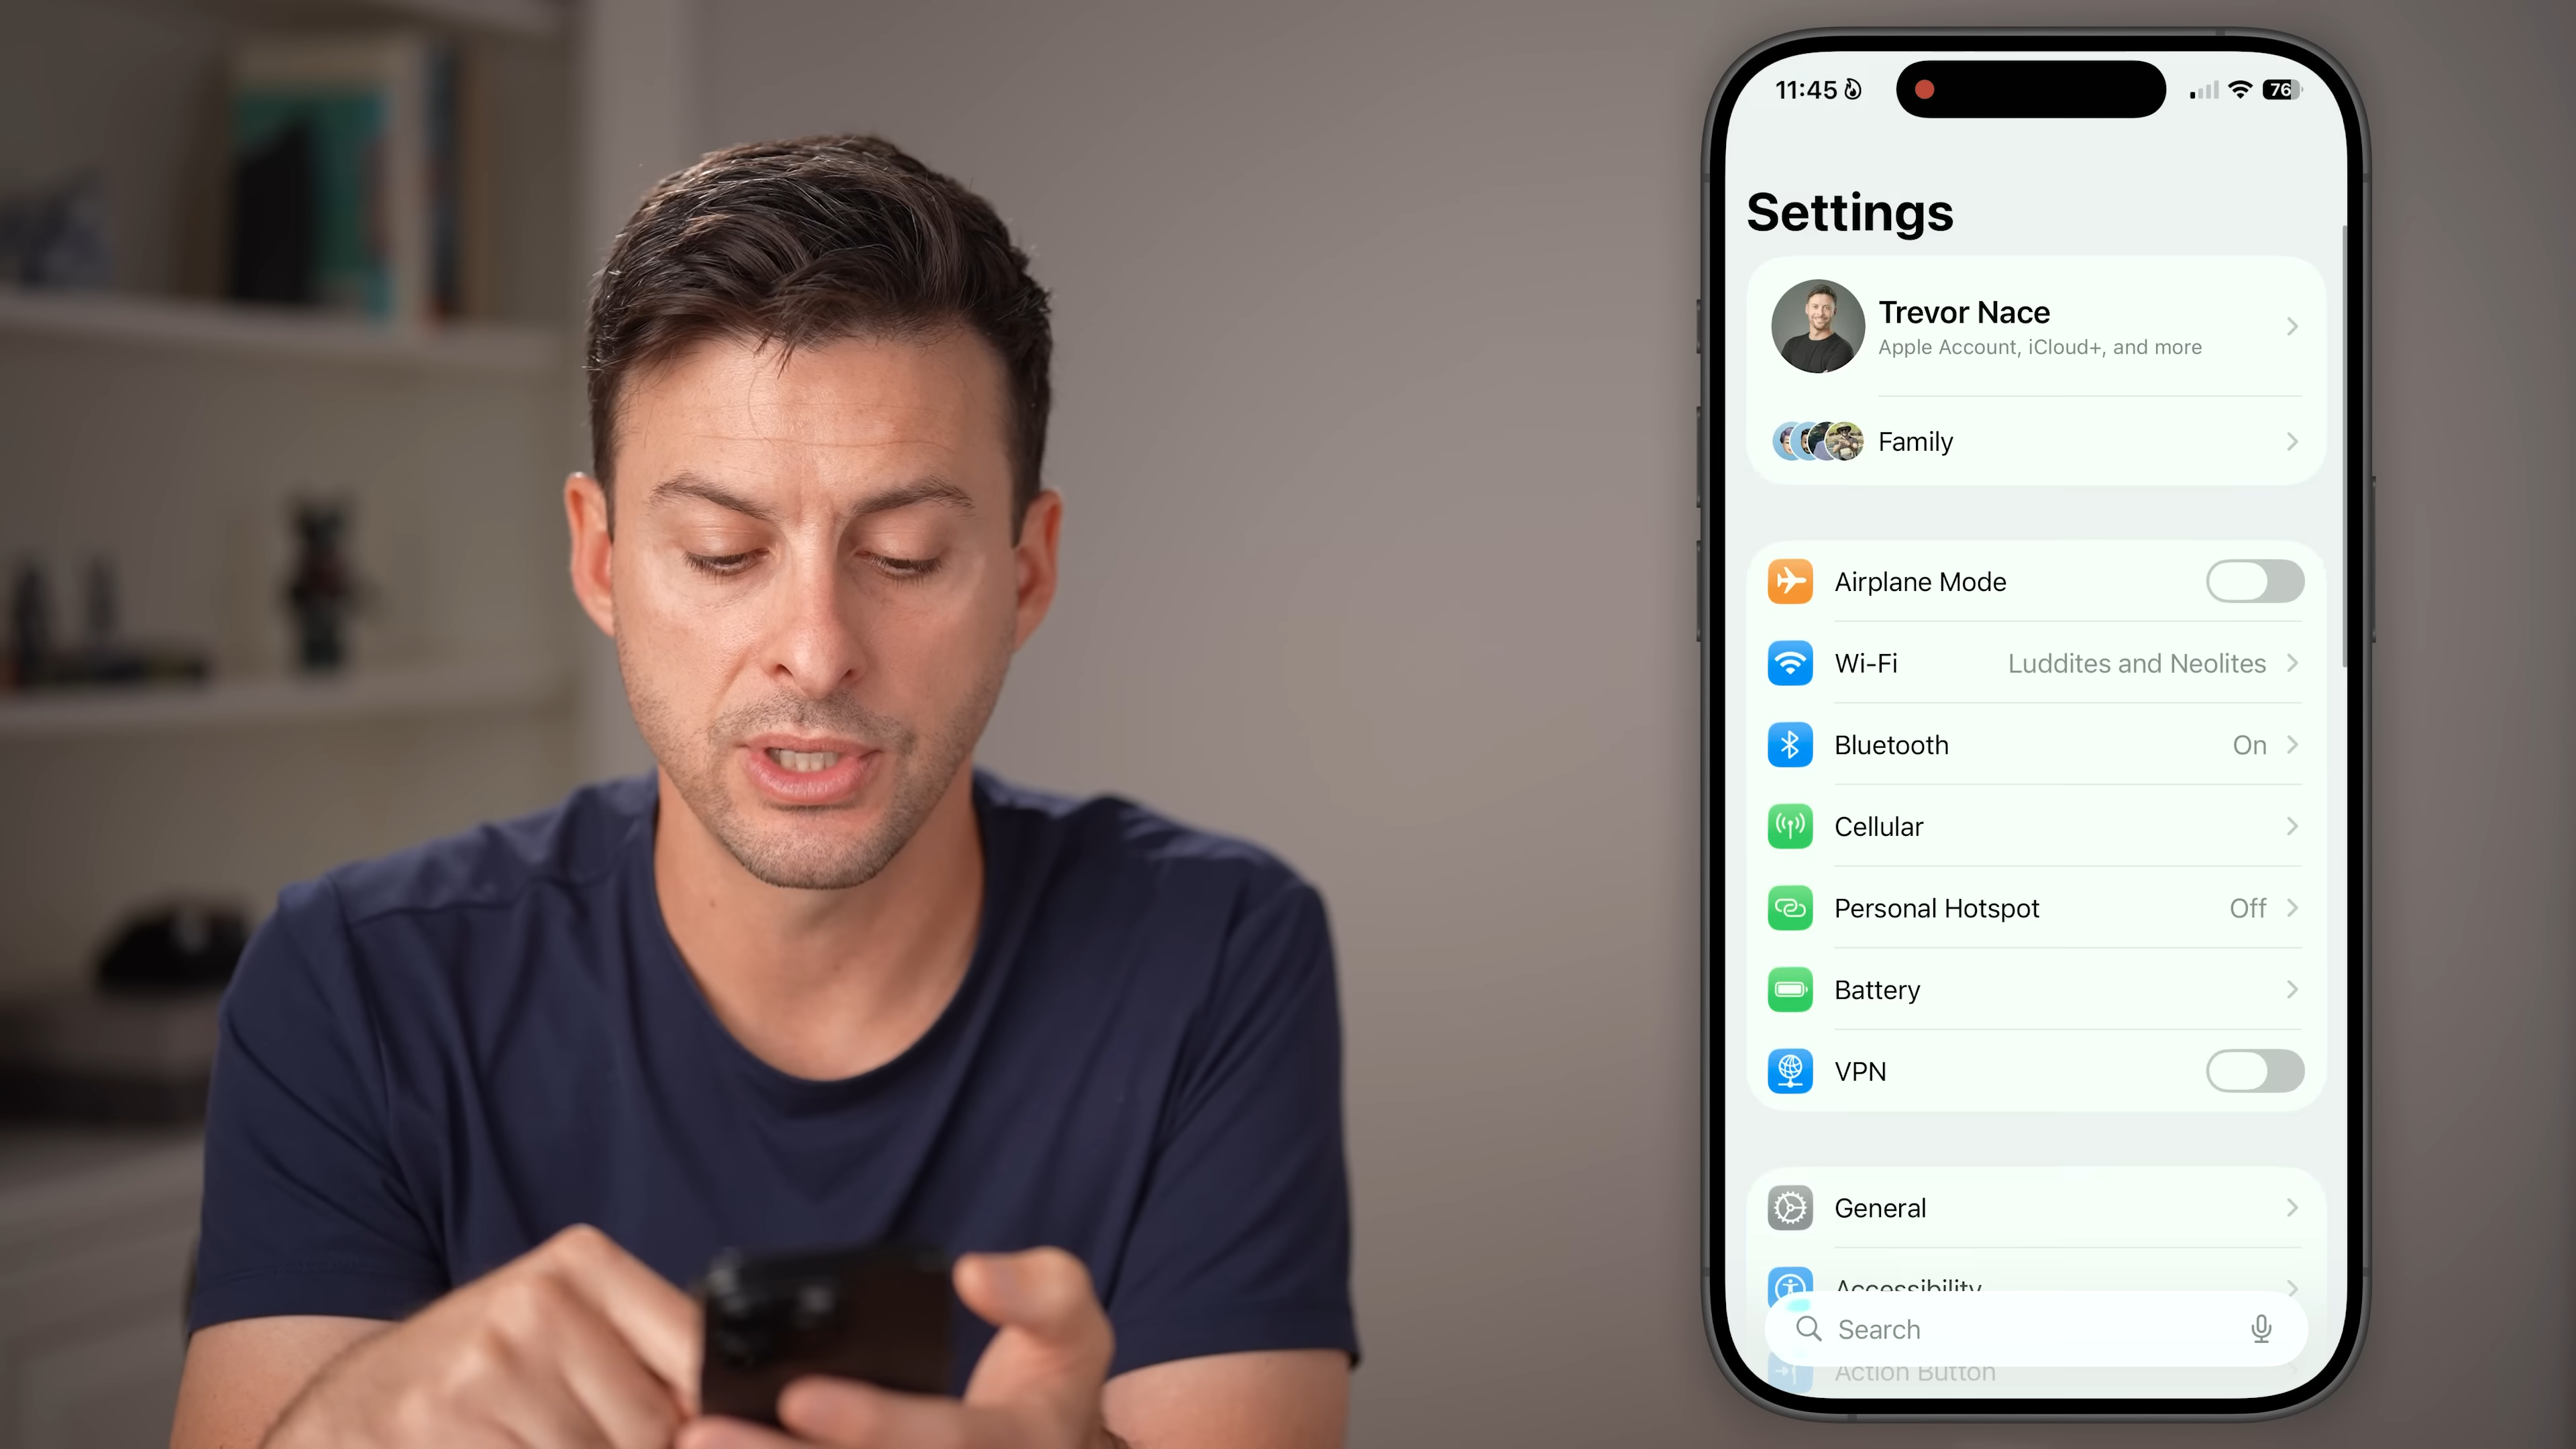 11:45
76
Settings
Trevor Nace
Apple Account, iCloud+, and more
Family
Airplane Mode
Wi-Fi Luddites and Neolites
Bluetooth On
Cellular
Personal Hotspot Off
Battery
VPN
General
Accessibility
Search
Action Button